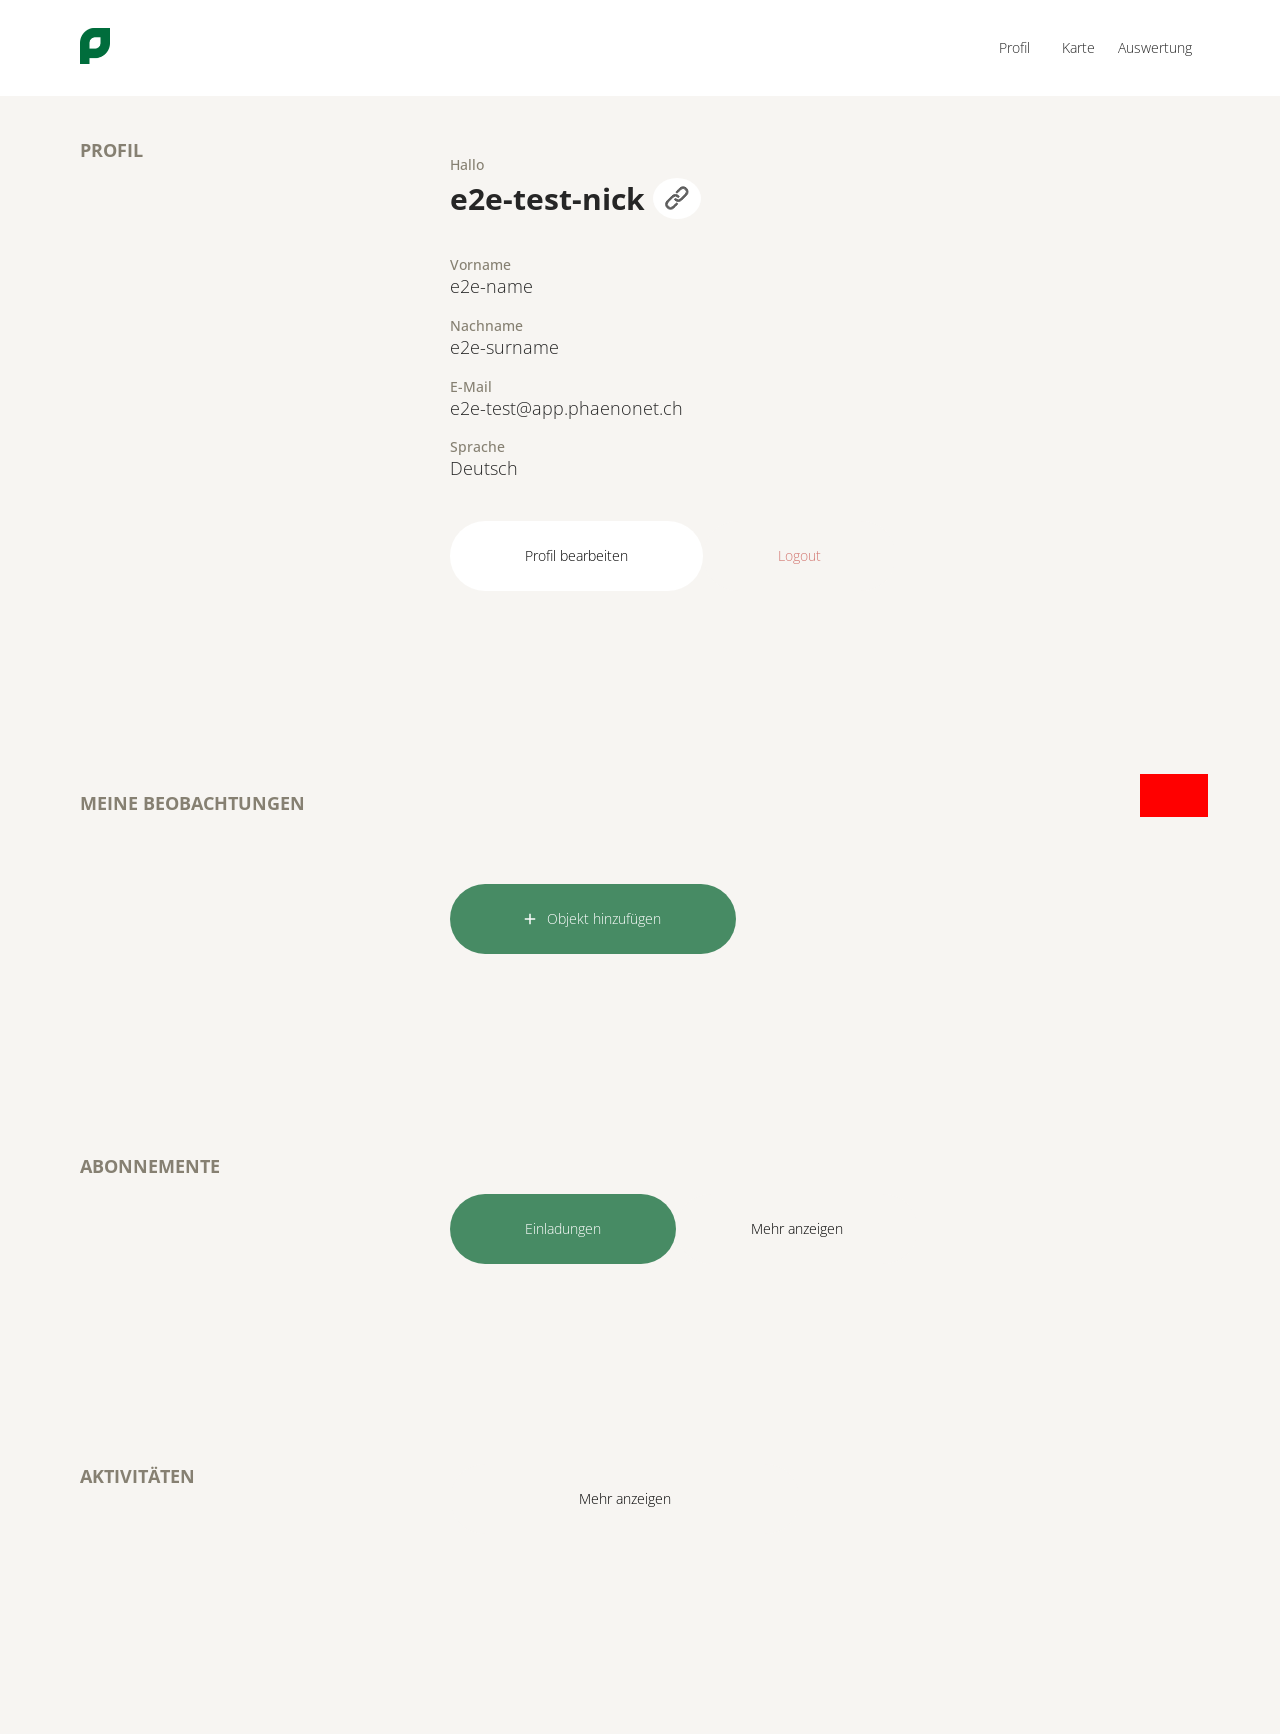 Profil Karte Auswertung
PROFIL
Hallo
e2e-test-nick
Vorname
e2e-name
Nachname
e2e-surname
E-Mail
e2e-test@app.phaenonet.ch
Sprache
Deutsch
Profil bearbeiten Logout
MEINE BEOBACHTUNGEN
+ Objekt hinzufügen
ABONNEMENTE
Einladungen Mehr anzeigen
AKTIVITÄTEN
Mehr anzeigen